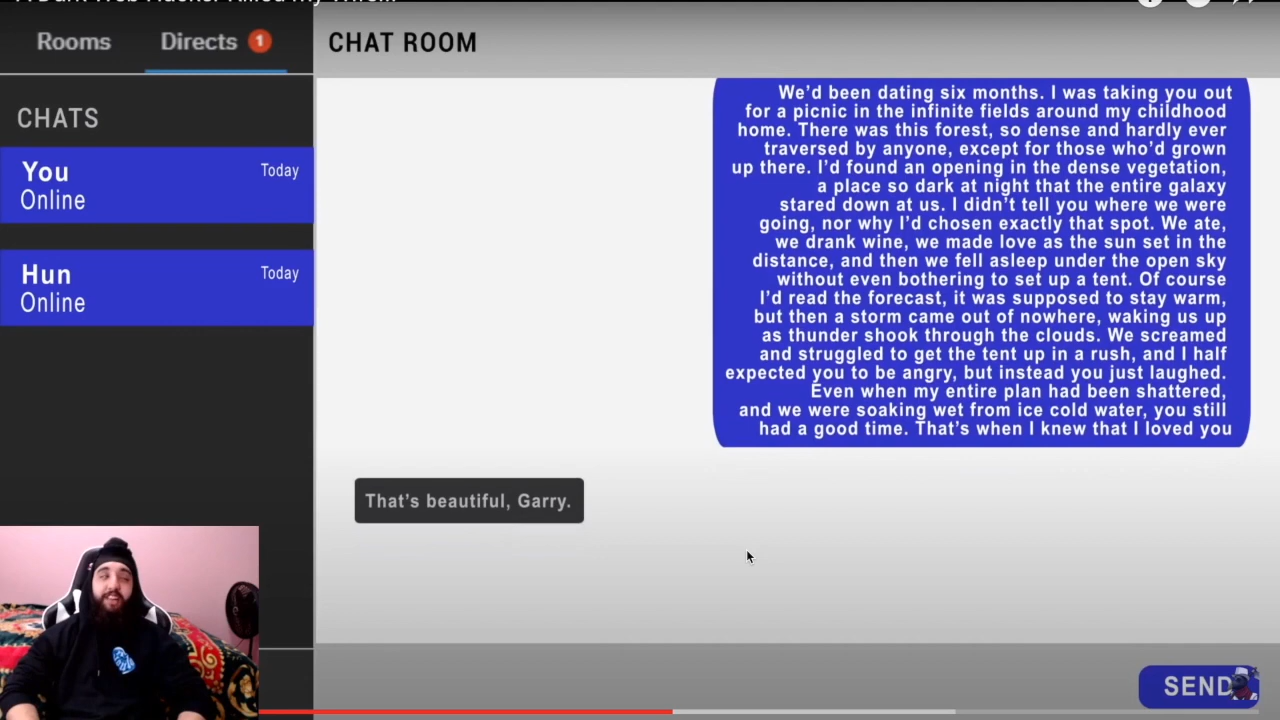 Rooms
Directs 1
CHAT ROOM
CHATS
You
Today
Online
Hun
Today
Online
We'd been dating six months. I was taking you out
for a picnic in the infinite fields around my childhood
home. There was this forest, so dense and hardly ever
traversed by anyone, except for those who'd grown
up there. I'd found an opening in the dense vegetation,
a place so dark at night that the entire galaxy
stared down at us. I didn't tell you where we were
going, nor why I'd chosen exactly that spot. We ate,
we drank wine, we made love as the sun set in the
distance, and then we fell asleep under the open sky
without even bothering to set up a tent. Of course
I'd read the forecast, it was supposed to stay warm,
but then a storm came out of nowhere, waking us up
as thunder shook through the clouds. We screamed
and struggled to get the tent up in a rush, and I half
expected you to be angry, but instead you just laughed.
Even when my entire plan had been shattered,
and we were soaking wet from ice cold water, you still
had a good time. That's when I knew that I loved you
That's beautiful, Garry.
SEND